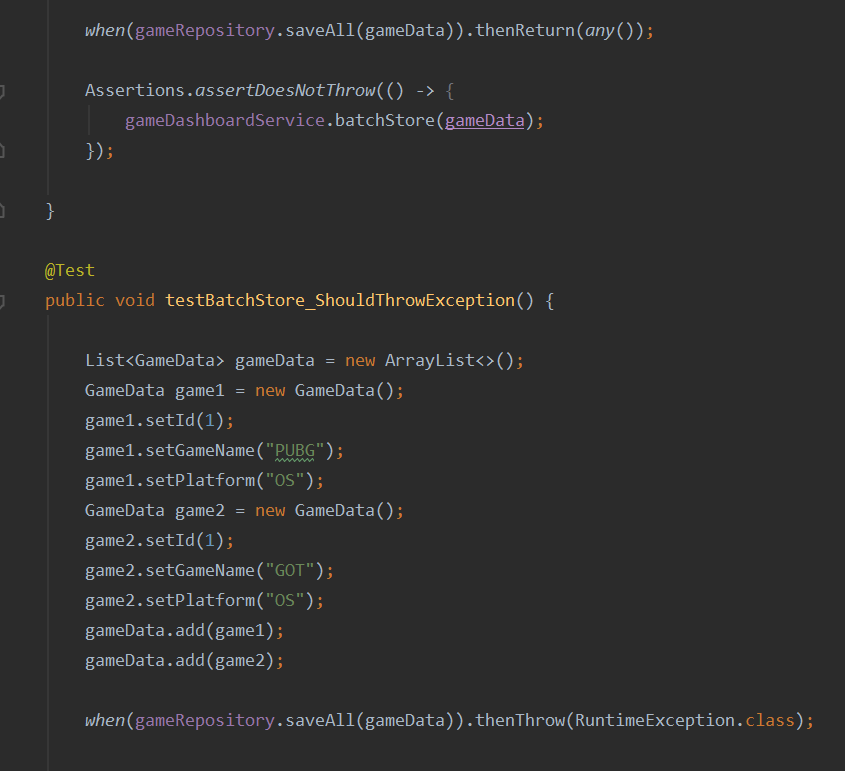 when(gameRepository.saveAll(gameData)).thenReturn(any());
Assertions.assertDoesNotThrow(() -> {
gameDashboardService.batchStore(gameData);
});
}
@Test
public void testBatchStore_ShouldThrowException() {
List<GameData> gameData = new ArrayList<>();
GameData game1 = new GameData();
game1.setId(1);
game1.setGameName("PUBG");
game1.setPlatform("OS");
GameData game2 = new GameData();
game2.setId(1);
game2.setGameName("GOT");
game2.setPlatform("OS");
gameData.add(game1);
gameData.add(game2);
when(gameRepository.saveAll(gameData)).thenThrow(RuntimeException.class);